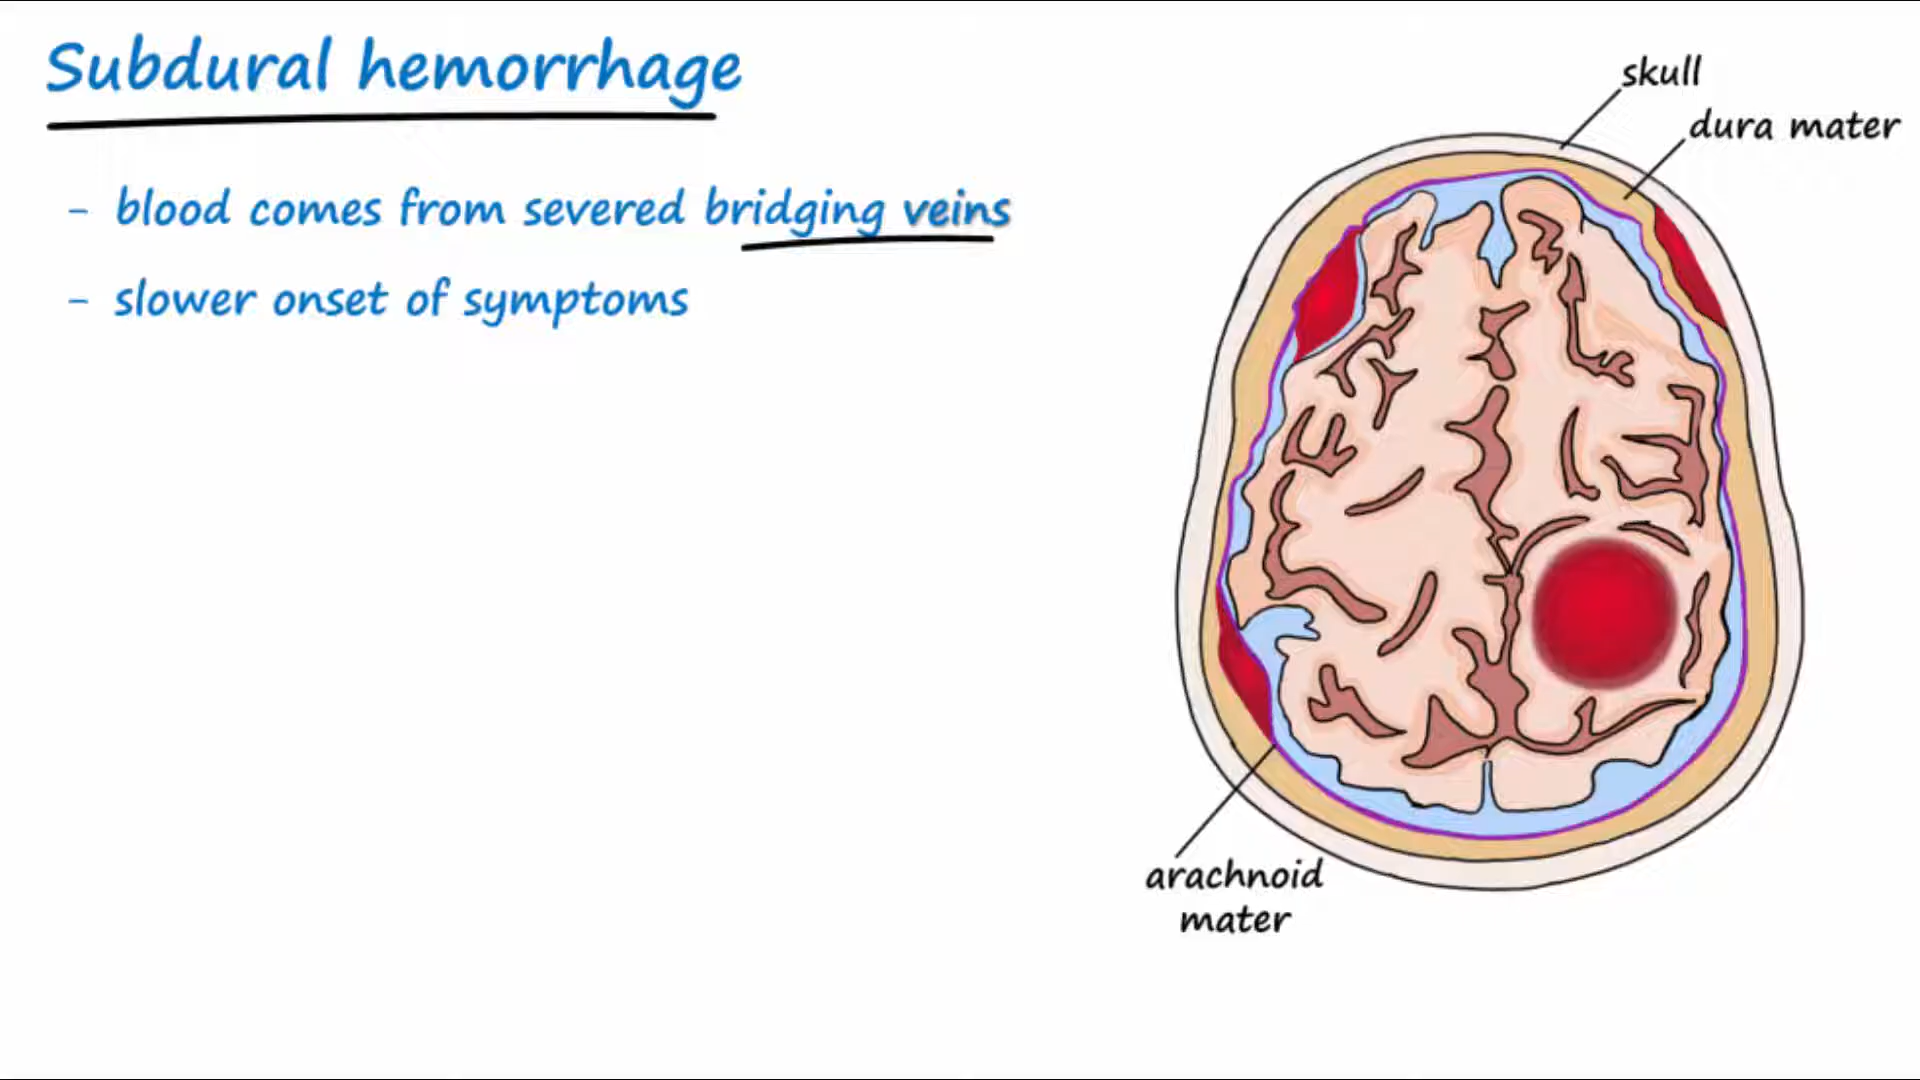 Subdural hemorrhage
- blood comes from severed bridging veins
- slower onset of symptoms
skull
dura mater
arachnoid
mater